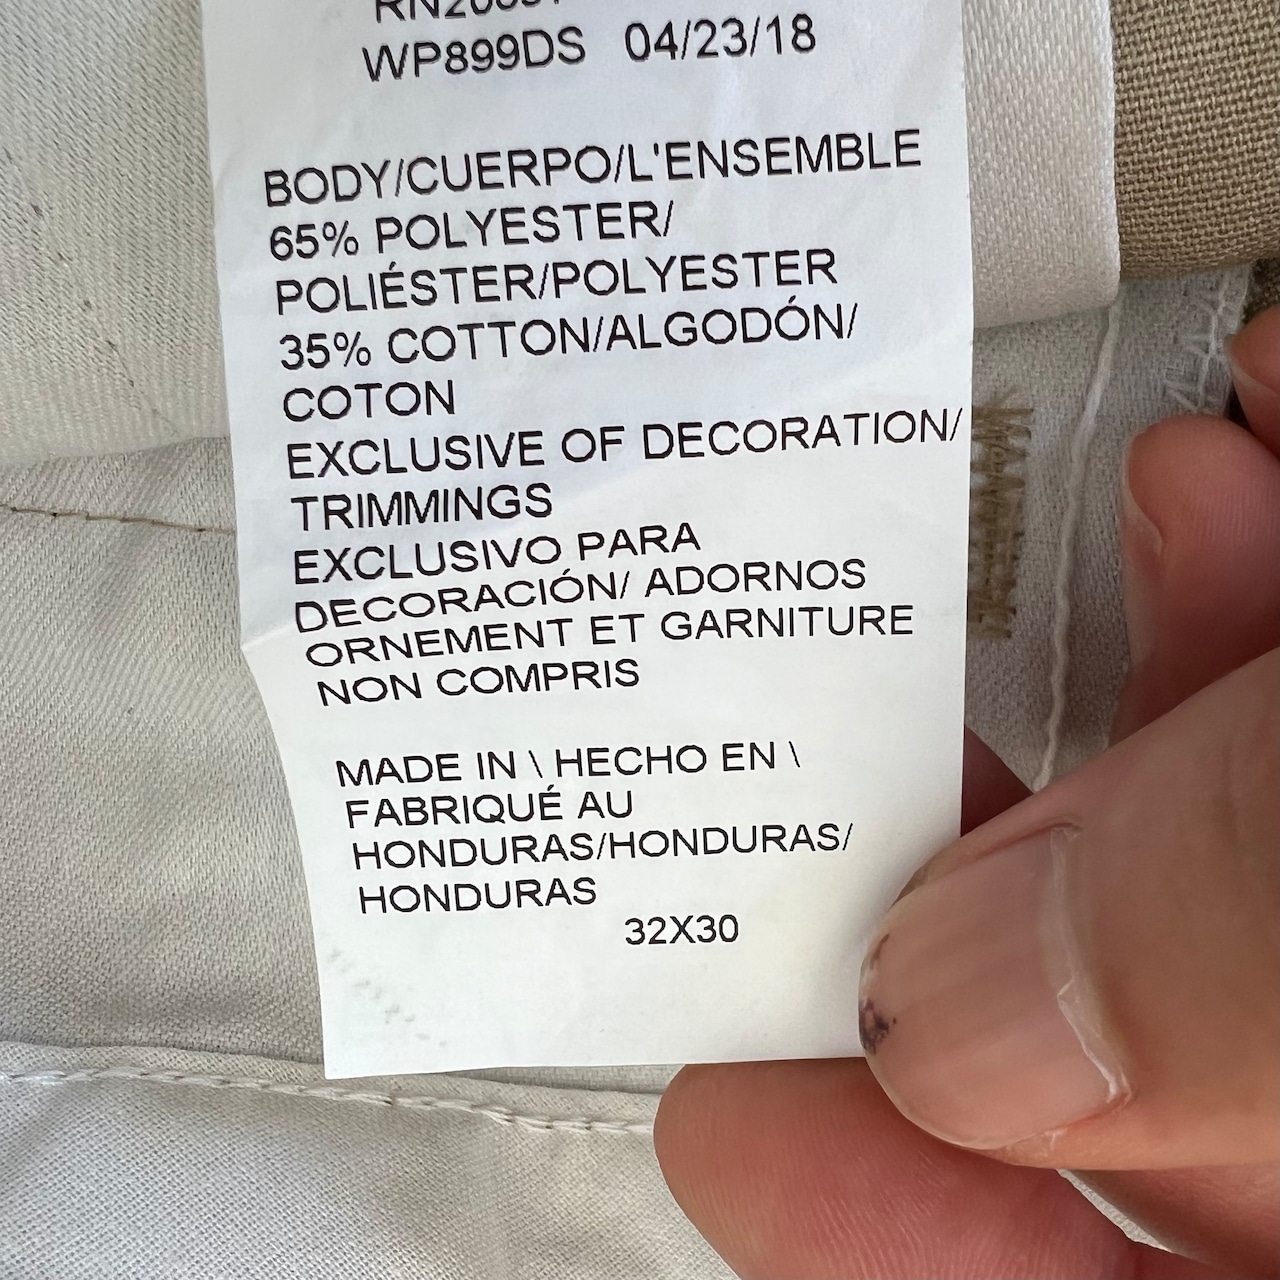 WP899DS 04/23/18
BODY/CUERPO/L'ENSEMBLE
65% POLYESTER/
POLIÉSTER/POLYESTER
35% COTTON/ALGODÓN/
COTON
EXCLUSIVE OF DECORATION/
TRIMMINGS
EXCLUSIVO PARA
DECORACIÓN/ ADORNOS
ORNEMENT ET GARNITURE
NON COMPRIS
MADE IN \ HECHO EN \
FABRIQUÉ AU
HONDURAS/HONDURAS/
HONDURAS
32X30